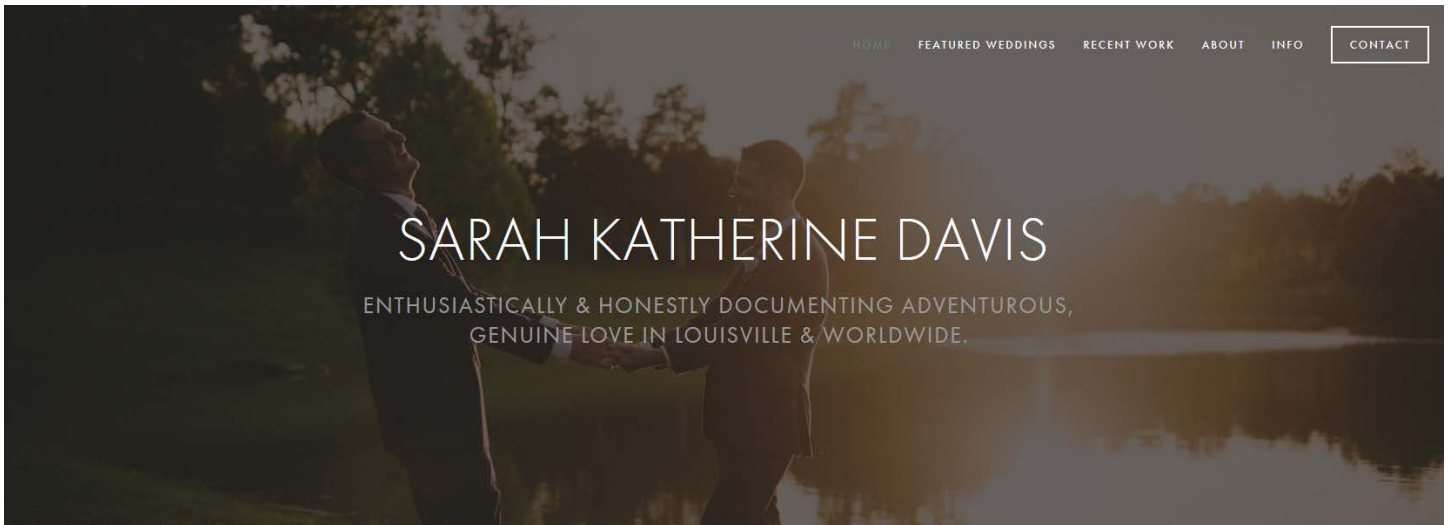 HOME FEATURED WEDDINGS RECENT WORK ABOUT INFO CONTACT
SARAH KATHERINE DAVIS
ENTHUSIASTICALLY & HONESTLY DOCUMENTING ADVENTUROUS,
GENUINE LOVE IN LOUISVILLE & WORLDWIDE.